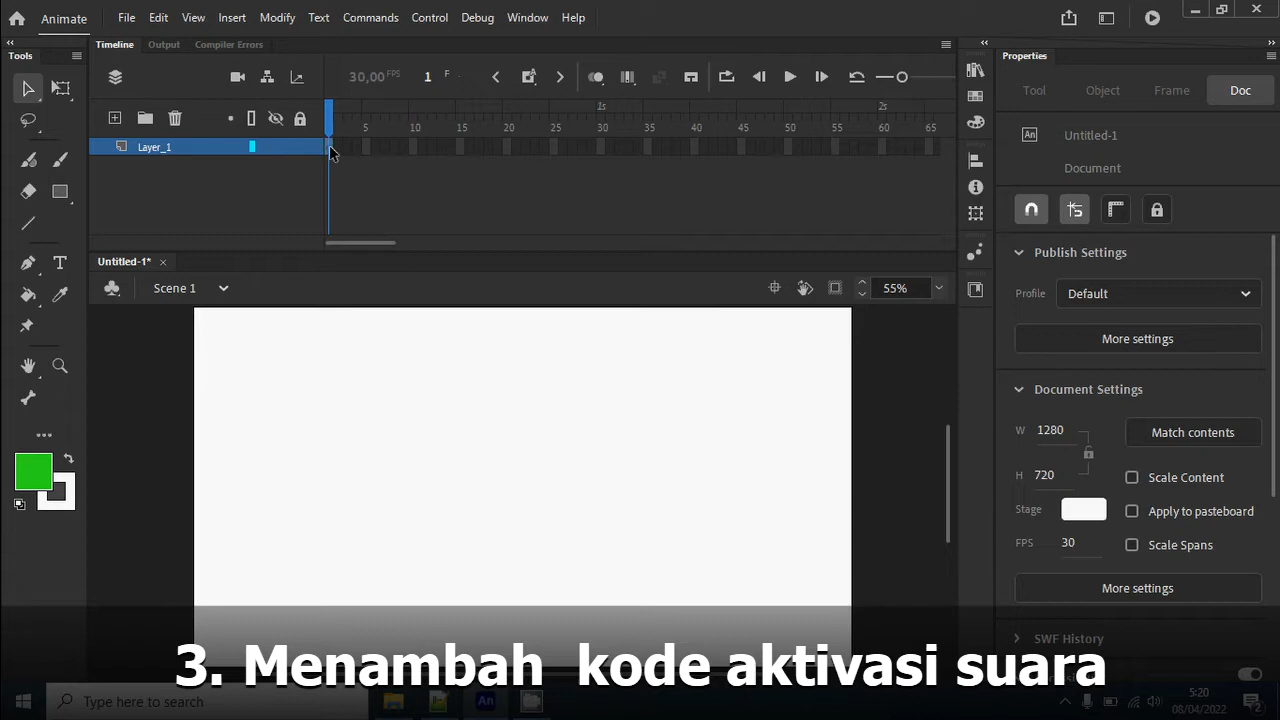 Animate File Edit View Insert Modify Text Commands Control Debug Window Help
Timeline Output Compiler Errors
Tools
30,00 FPS 1 F
1s 2s
5 10 15 20 25 30 35 40 45 50 55 60 65
Layer_1
Untitled-1*
Scene 1 55%
Properties
Tool Object Frame Doc
An Untitled-1
Document
Publish Settings
Profile Default
More settings
Document Settings
W 1280 Match contents
H 720 Scale Content
Stage Apply to pasteboard
FPS 30 Scale Spans
More settings
SWF History
3. Menambah kode aktivasi suara
Type here to search
An
5:20
08/04/2022
2